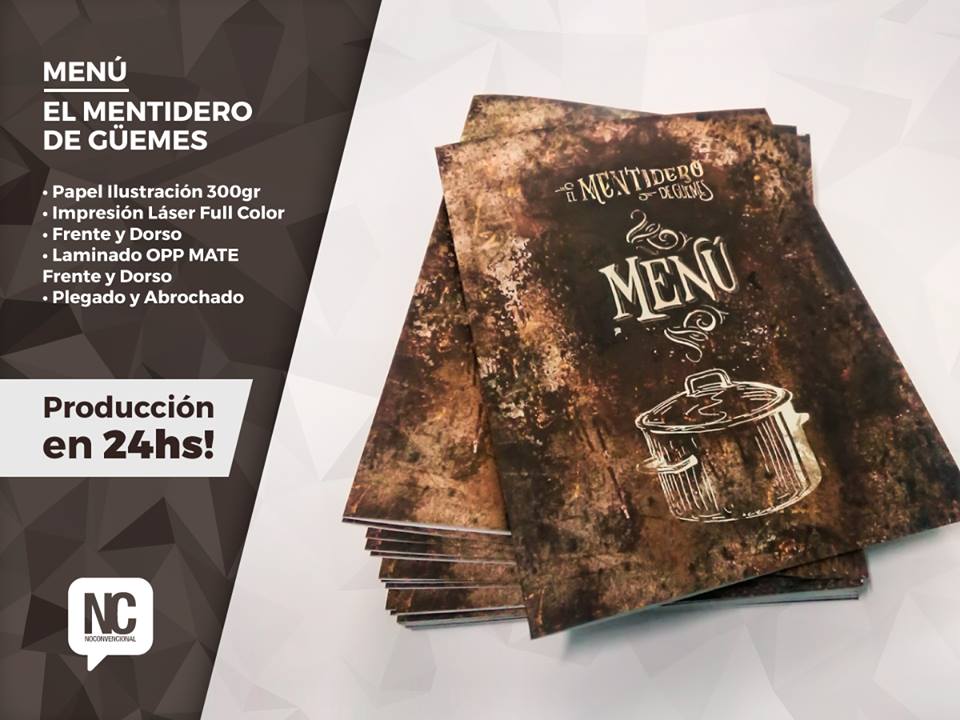 MENÚ
EL MENTIDERO
DE GÜEMES
• Papel Ilustración 300gr
• Impresión Láser Full Color
• Frente y Dorso
• Laminado OPP MATE
Frente y Dorso
• Plegado y Abrochado
Producción
en 24hs!
NC
NOCONVENCIONAL
EL MENTIDERO
DE GÜEMES
MENÚ